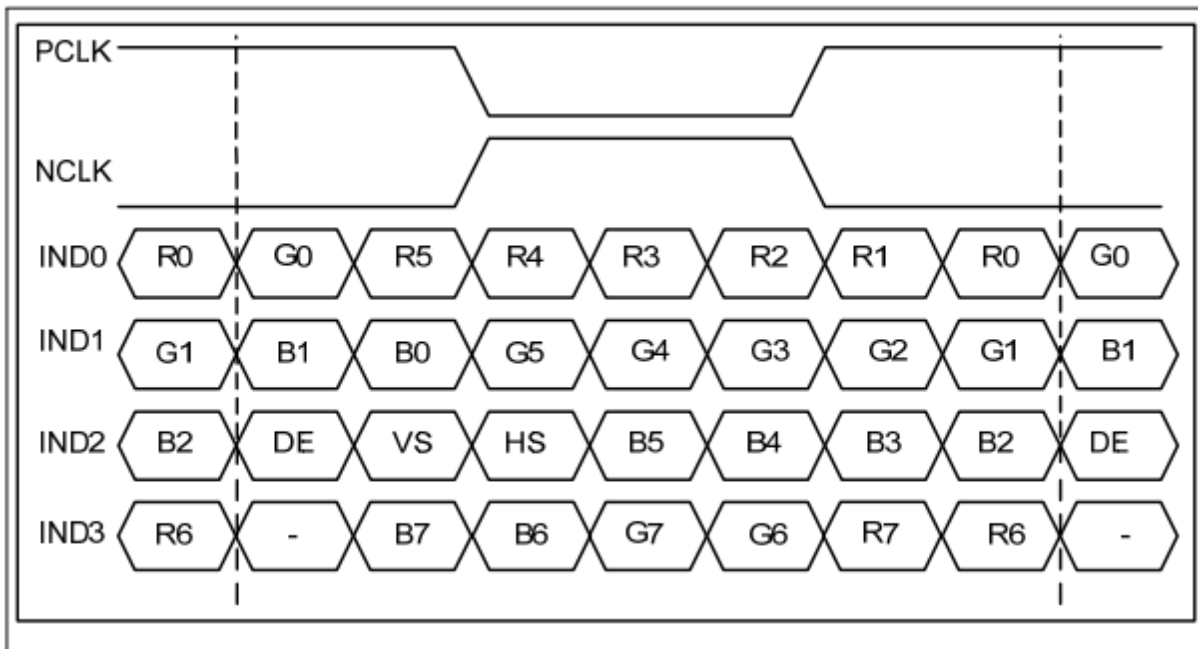 PCLK
NCLK
IND0 R0 G0 R5 R4 R3 R2 R1 R0 G0
IND1 G1 B1 B0 G5 G4 G3 G2 G1 B1
IND2 B2 DE VS HS B5 B4 B3 B2 DE
IND3 R6 - B7 B6 G7 G6 R7 R6 -